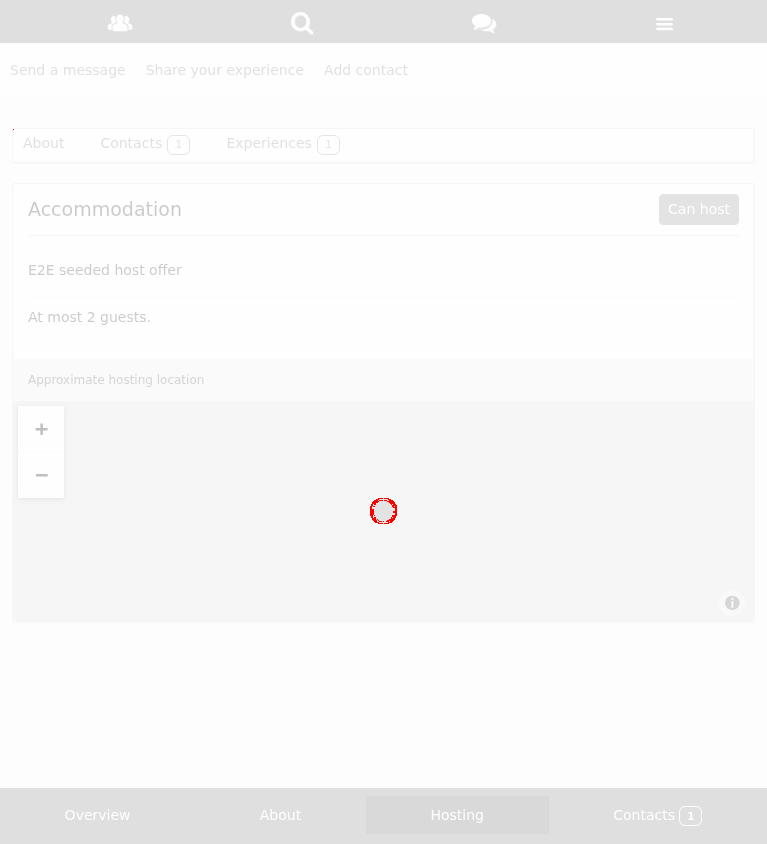 Send a message Share your experience Add contact
About Contacts 1 Experiences 1
Accommodation Can host
E2E seeded host offer
At most 2 guests.
Approximate hosting location
+
−
Overview About Hosting Contacts 1